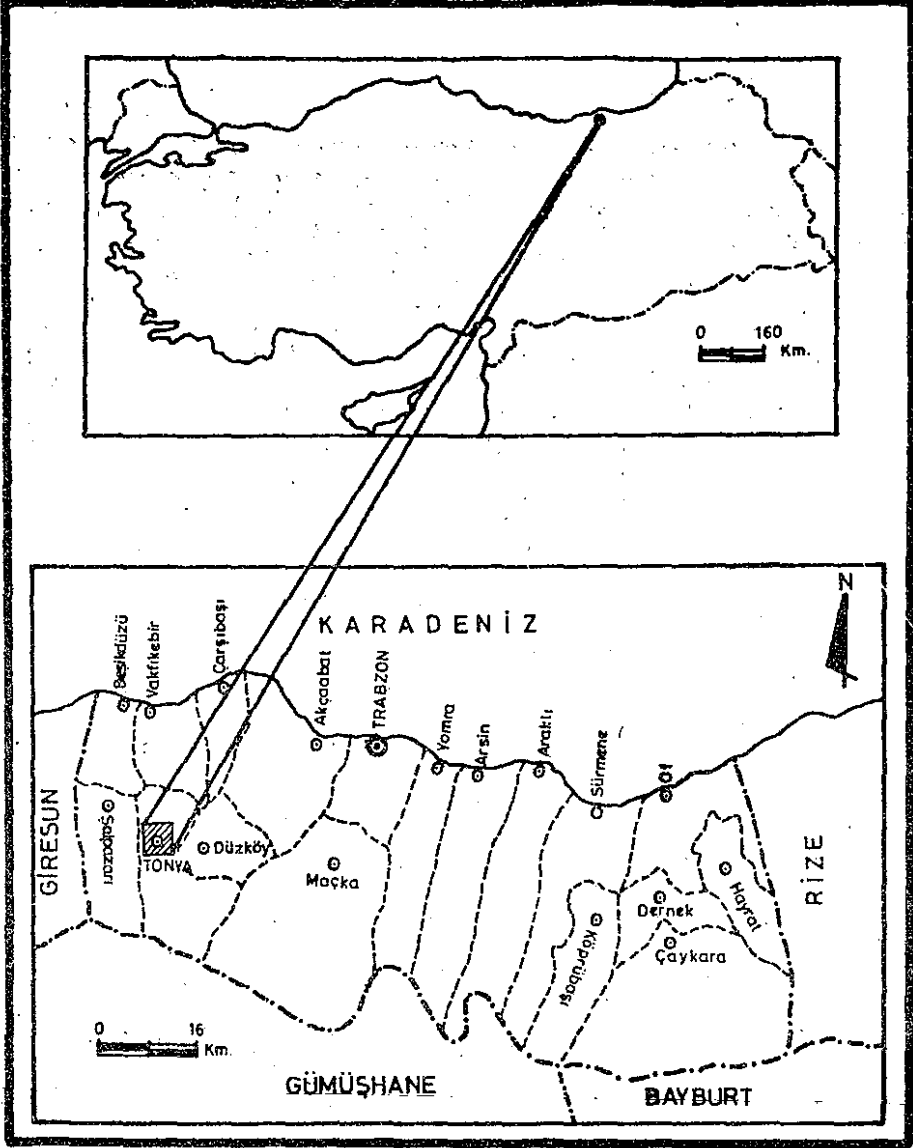 0 160
Km.
N
KARADENİZ
Beşikdüzü
Vakfıkebir
Çarşıbaşı
Akçaabat
TRABZON
Yomra
Arsin
Araklı
Sürmene
Of
GİRESUN
Şalpazarı
TONYA
Düzköy
Maçka
Köprübaşı
Dernek
Çaykara
Hayrat
RİZE
0 16
Km.
GÜMÜŞHANE
BAYBURT